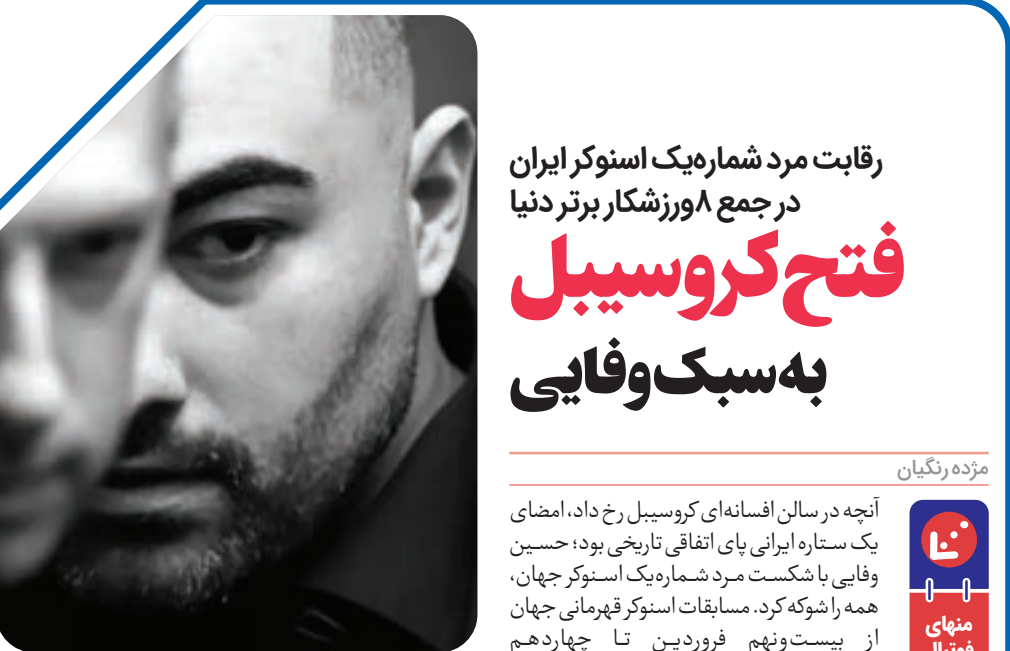 رقابت مرد شماره‌یک اسنوکر ایران
در جمع ۸ورزشکار برتر دنیا
فتح کروسیبل
به‌سبک‌وفایی
مژده رنگیان
آنچه در سالن افسانه‌ای کروسیبل رخ داد، امضای
یک ستاره ایرانی پای اتفاقی تاریخی بود؛ حسین
وفایی با شکست مرد شماره‌یک اسنوکر جهان،
همه را شوکه کرد. مسابقات اسنوکر قهرمانی جهان
از بیست‌ونهم فروردین تا چهاردهم
منهای
فوتبال